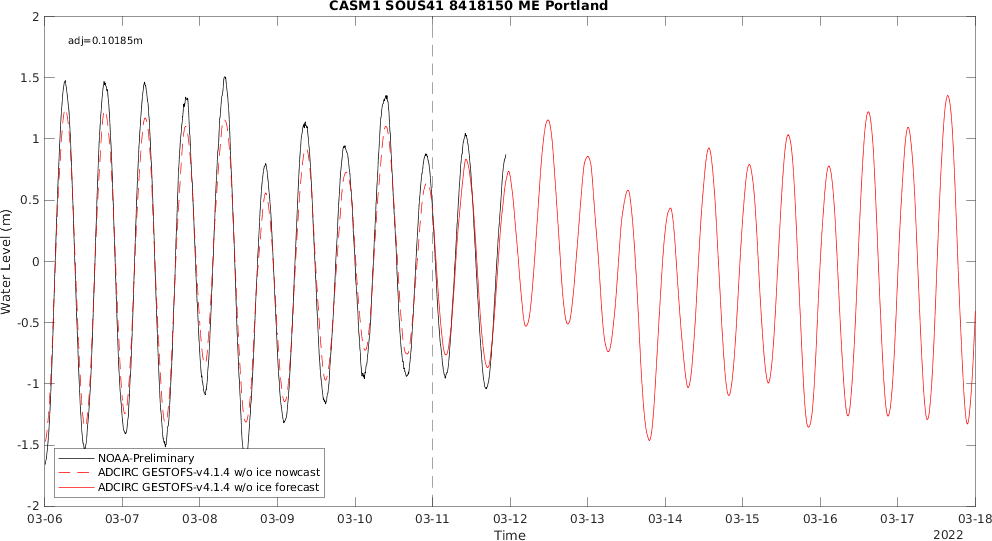 CASM1 SOUS41 8418150 ME Portland
adj=0.10185m
2
1.5
1
0.5
0
-0.5
-1
-1.5
-2
Water Level (m)
NOAA-Preliminary
ADCIRC GESTOFS-v4.1.4 w/o ice nowcast
ADCIRC GESTOFS-v4.1.4 w/o ice forecast
03-06 03-07 03-08 03-09 03-10 03-11 03-12 03-13 03-14 03-15 03-16 03-17 03-18
Time
2022